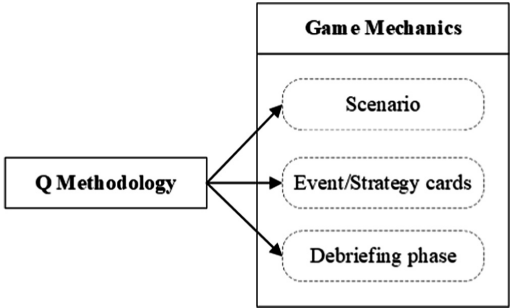 Game Mechanics
Scenario
Q Methodology
Event/Strategy cards
Debriefing phase